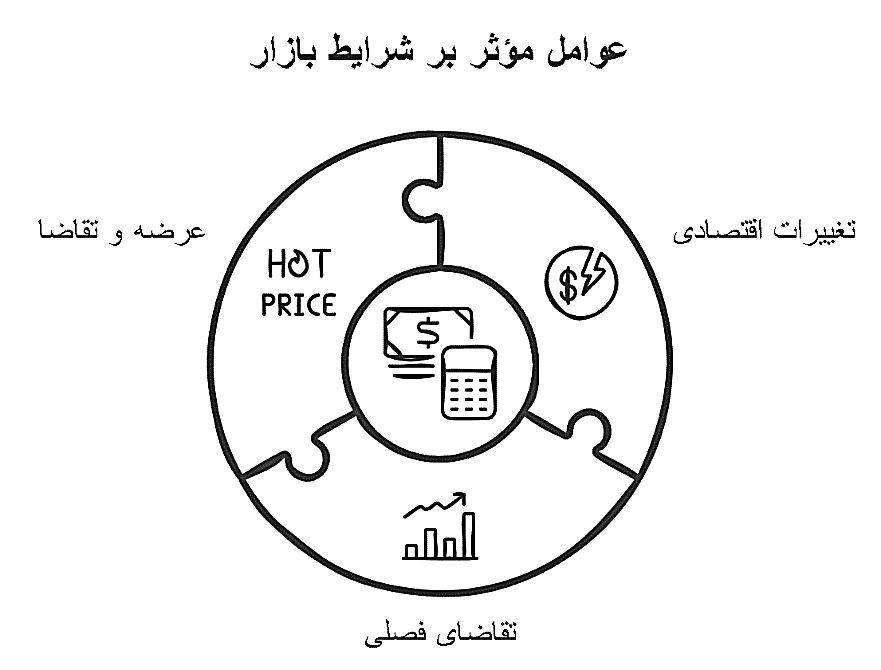 عوامل مؤثر بر شرایط بازار
تغییرات اقتصادی
عرضه و تقاضا
HOT
PRICE
$
$
تقاضای فصلی